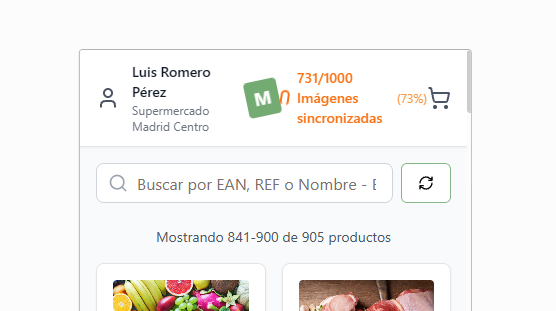 Luis Romero
Pérez
Supermercado
Madrid Centro
M
731/1000
Imágenes
sincronizadas
(73%)
Buscar por EAN, REF o Nombre - E
Mostrando 841-900 de 905 productos